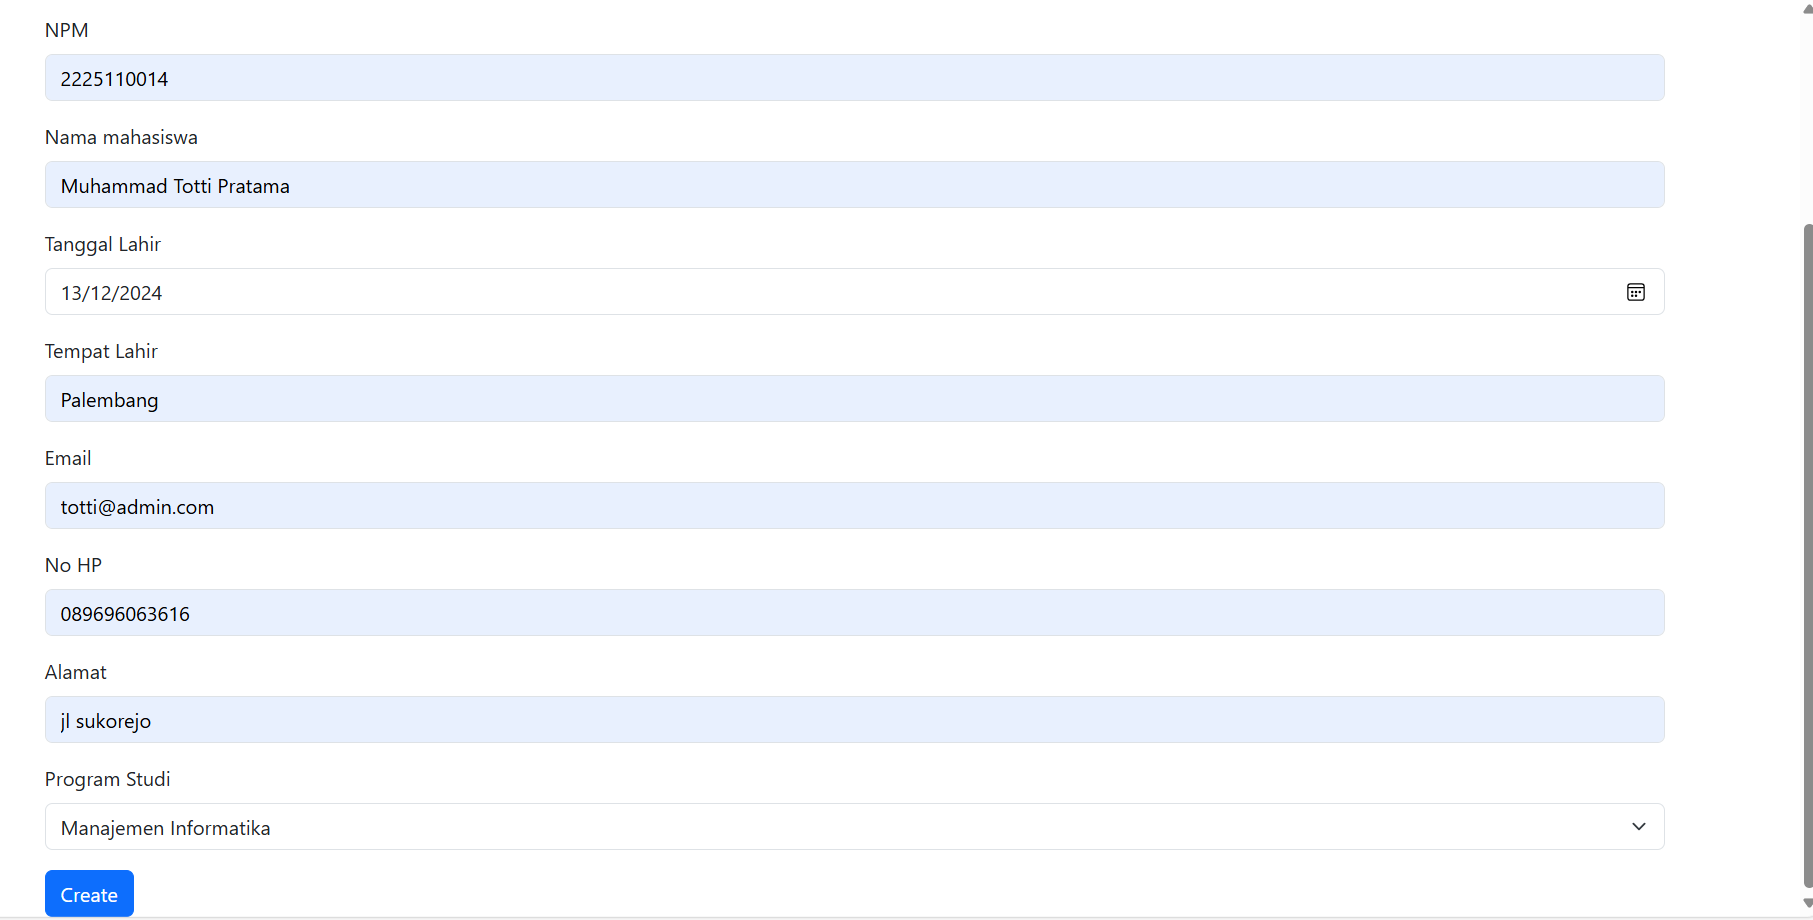 NPM
2225110014
Nama mahasiswa
Muhammad Totti Pratama
Tanggal Lahir
13/12/2024
Tempat Lahir
Palembang
Email
totti@admin.com
No HP
089696063616
Alamat
jl sukorejo
Program Studi
Manajemen Informatika
Create